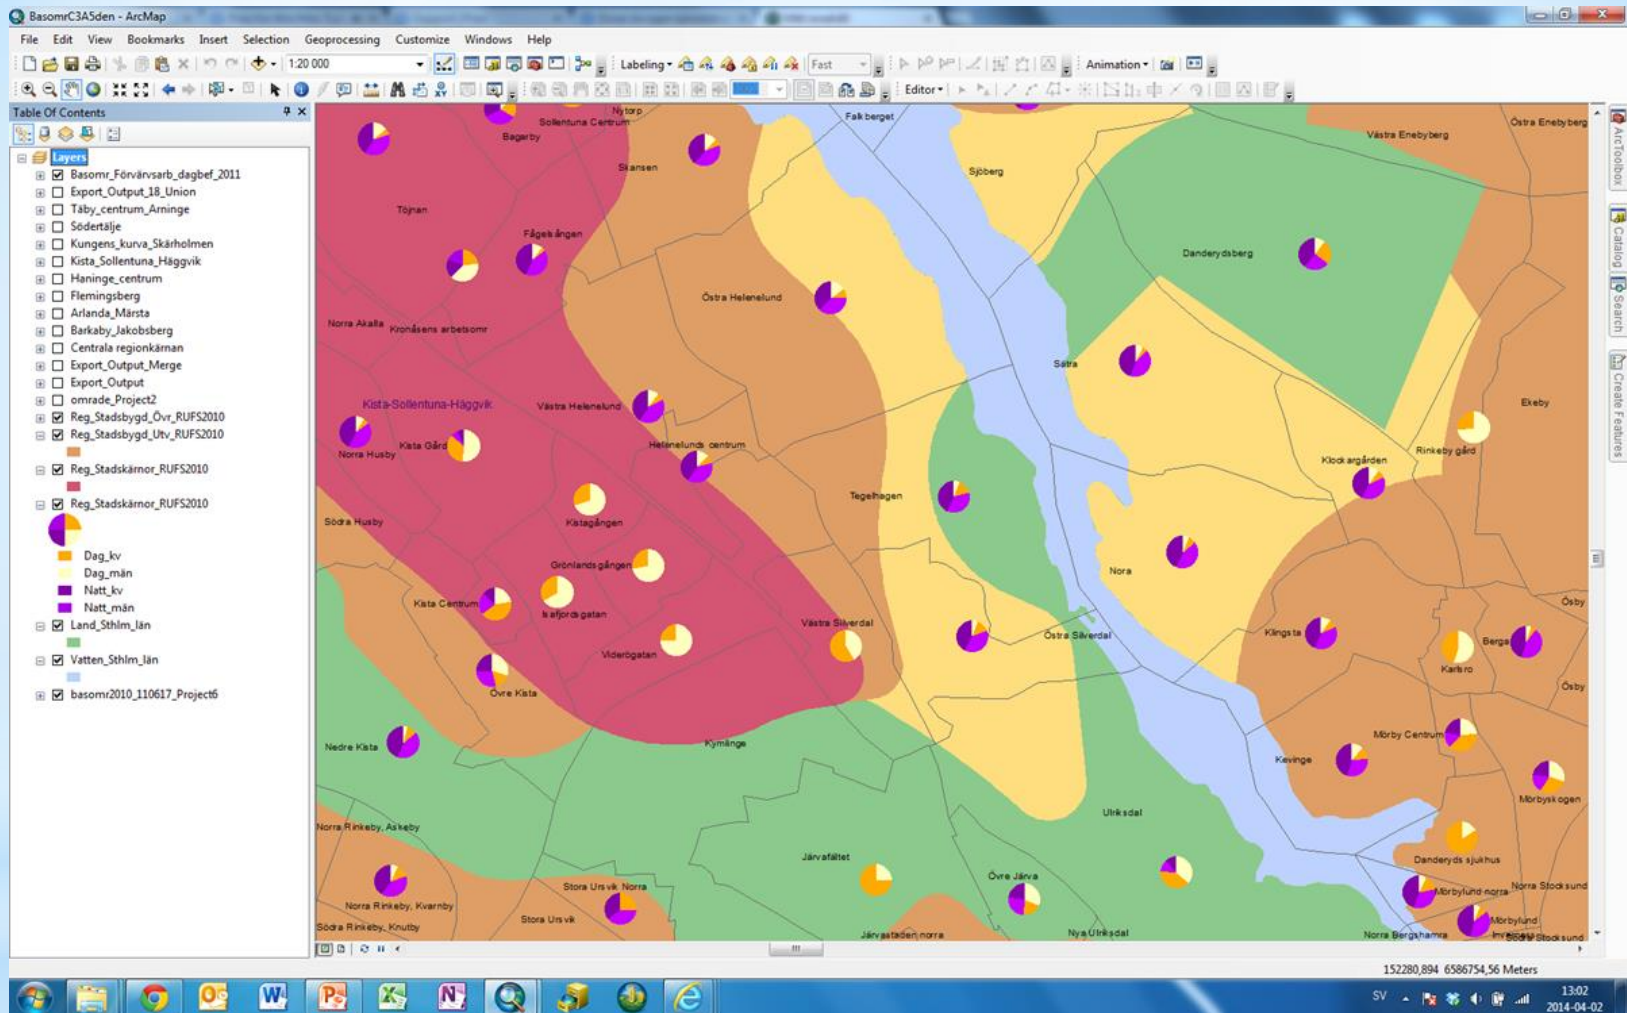 BasomrC3A5den - ArcMap
File Edit View Bookmarks Insert Selection Geoprocessing Customize Windows Help
1:20 000 Labeling Fast Animation
Editor
Table Of Contents
Layers
Basomr_Förvärvsarb_dagbef_2011
Export_Output_18_Union
Täby_centrum_Arninge
Södertälje
Kungens_kurva_Skärholmen
Kista_Sollentuna_Häggvik
Haninge_centrum
Flemingsberg
Arlanda_Märsta
Barkaby_Jakobsberg
Centrala regionkärnan
Export_Output_Merge
Export_Output
omrade_Project2
Reg_Stadsbygd_Övr_RUFS2010
Reg_Stadsbygd_Utv_RUFS2010
Reg_Stadskärnor_RUFS2010
Reg_Stadskärnor_RUFS2010
Dag_kv
Dag_män
Natt_kv
Natt_män
Land_Sthlm_län
Vatten_Sthlm_län
basomr2010_110617_Project6
Nytorp
Sollentuna Centrum
Bagarby
Falkberget
Östra Enebyberg
Västra Enebyberg
Skansen
Sjöberg
Töjnan
Fågelsången
Danderydsberg
Östra Helenelund
Norra Akalla
Kronåsens arbetsomr
Sätra
Kista-Sollentuna-Häggvik
Västra Helenelund
Ekeby
Kista Gård
Helenelunds centrum
Norra Husby
Rinkeby gård
Klockargården
Tegelhagen
Södra Husby
Kistagången
Grönlandsgången
Nora
Kista Centrum
Isafjordsgatan
Västra Silverdal
Östra Silverdal
Klingsta
Ösby
Berga
Viderögatan
Karlsro
Övre Kista
Ösby
Mörby Centrum
Nedre Kista
Kymlinge
Kevinge
Mörbyskogen
Ulriksdal
Norra Rinkeby, Askeby
Järvafältet
Danderyds sjukhus
Övre Järva
Stora Ursvik Norra
Mörbylund norra
Norra Stocksund
Norra Rinkeby, Kvarnby
Stora Ursvik
Mörbylund
Södra Rinkeby, Knutby
Järvastaden norra
Nya Ulriksdal
Norra Bergshamra
Södra Stocksund
ArcToolbox
Catalog
Search
Create Features
152280,894 6586754,56 Meters
SV
13:02
2014-04-02